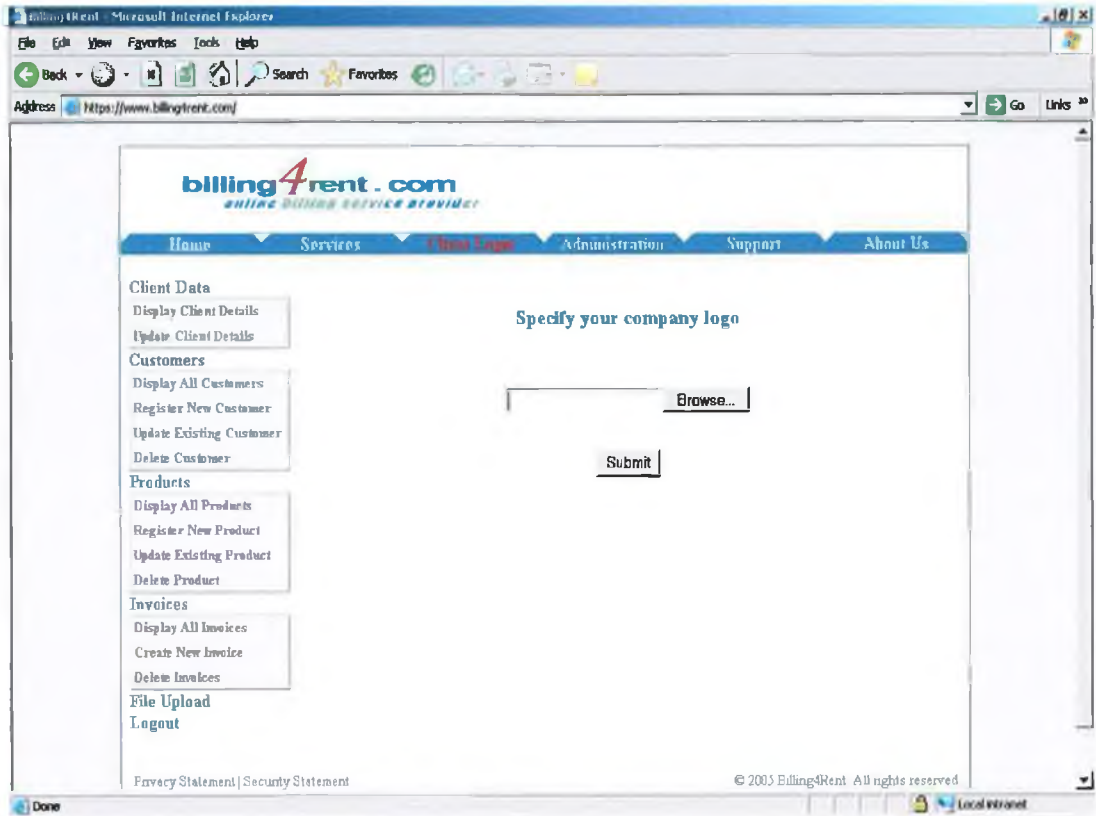 Billing4Rent - Microsoft Internet Explorer
File Edit View Favorites Tools Help
Back Search Favorites
Address https://www.billing4rent.com/ Go Links »
billing4rent.com
online billing service provider
Home Services Client Login Administration Support About Us
Client Data
Display Client Details
Update Client Details
Customers
Display All Customers
Register New Customer
Update Existing Customer
Delete Customer
Products
Display All Products
Register New Product
Update Existing Product
Delete Product
Invoices
Display All Invoices
Create New Invoice
Delete Invoices
File Upload
Logout
Specify your company logo
Browse...
Submit
Privacy Statement | Security Statement
© 2005 Billing4Rent All rights reserved
Done
Local intranet